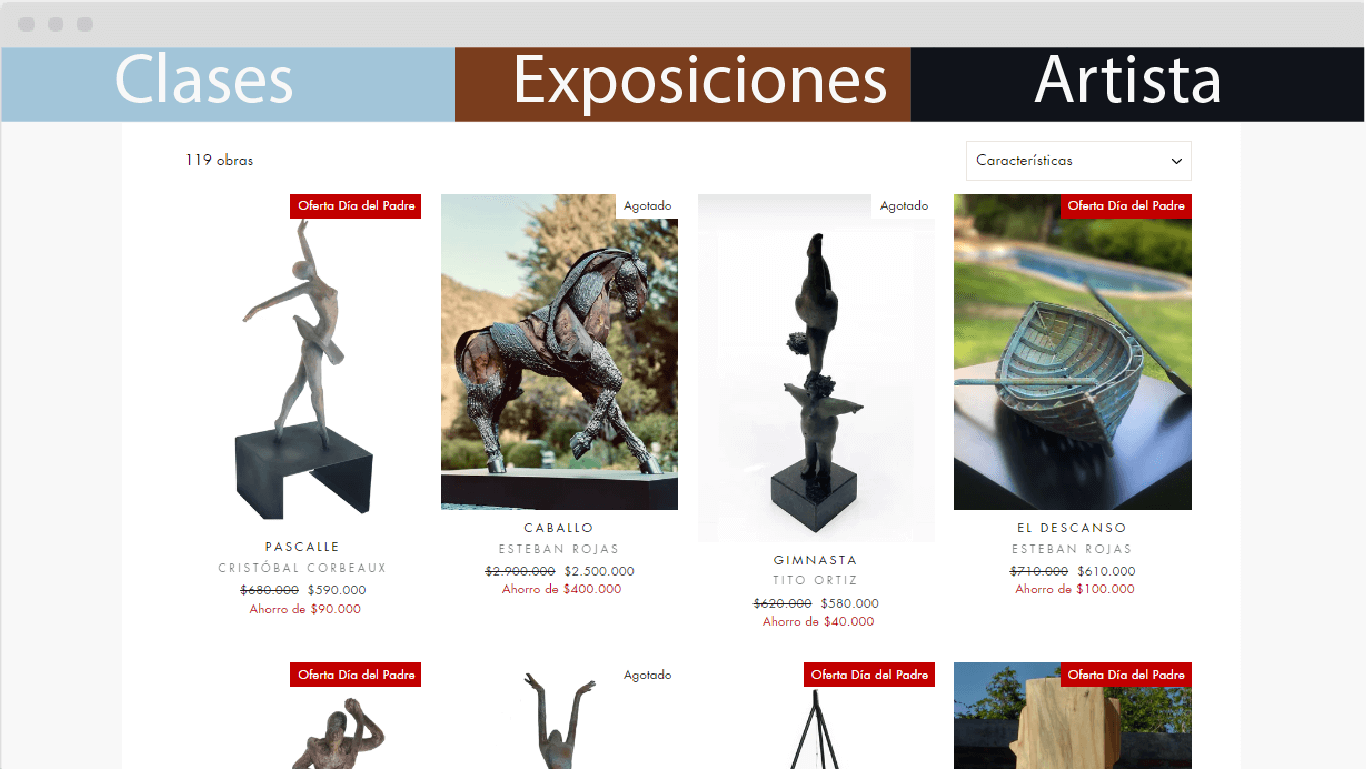 Clases
Exposiciones
Artista
119 obras
Características
Oferta Día del Padre
PASCALLE
CRISTÓBAL CORBEAUX
$680.000 $590.000
Ahorro de $90.000
Agotado
CABALLO
ESTEBAN ROJAS
$2.900.000 $2.500.000
Ahorro de $400.000
Agotado
GIMNASTA
TITO ORTIZ
$620.000 $580.000
Ahorro de $40.000
Oferta Día del Padre
EL DESCANSO
ESTEBAN ROJAS
$710.000 $610.000
Ahorro de $100.000
Oferta Día del Padre
Agotado
Oferta Día del Padre
Oferta Día del Padre